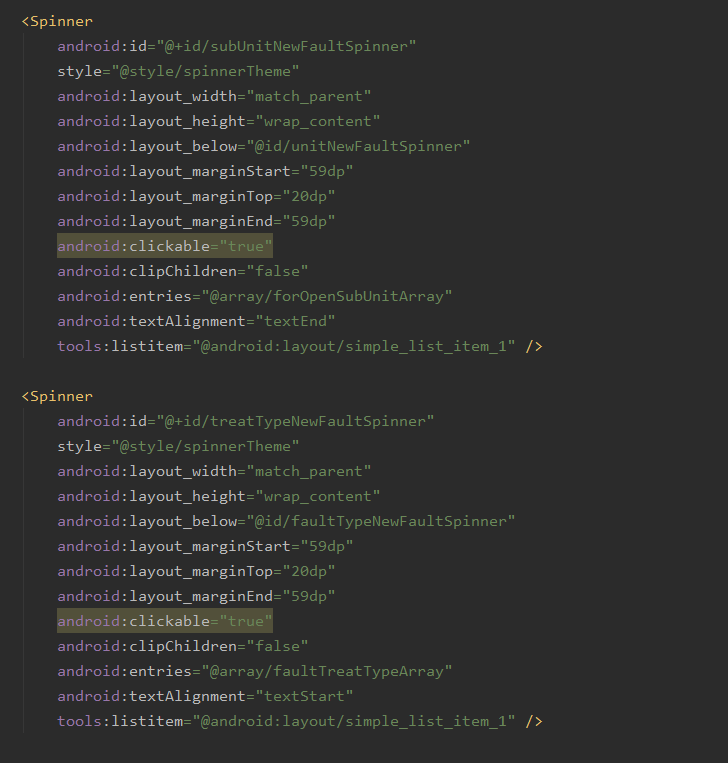 <Spinner
android:id="@+id/subUnitNewFaultSpinner"
style="@style/spinnerTheme"
android:layout_width="match_parent"
android:layout_height="wrap_content"
android:layout_below="@id/unitNewFaultSpinner"
android:layout_marginStart="59dp"
android:layout_marginTop="20dp"
android:layout_marginEnd="59dp"
android:clickable="true"
android:clipChildren="false"
android:entries="@array/forOpenSubUnitArray"
android:textAlignment="textEnd"
tools:listitem="@android:layout/simple_list_item_1" />
<Spinner
android:id="@+id/treatTypeNewFaultSpinner"
style="@style/spinnerTheme"
android:layout_width="match_parent"
android:layout_height="wrap_content"
android:layout_below="@id/faultTypeNewFaultSpinner"
android:layout_marginStart="59dp"
android:layout_marginTop="20dp"
android:layout_marginEnd="59dp"
android:clickable="true"
android:clipChildren="false"
android:entries="@array/faultTreatTypeArray"
android:textAlignment="textStart"
tools:listitem="@android:layout/simple_list_item_1" />